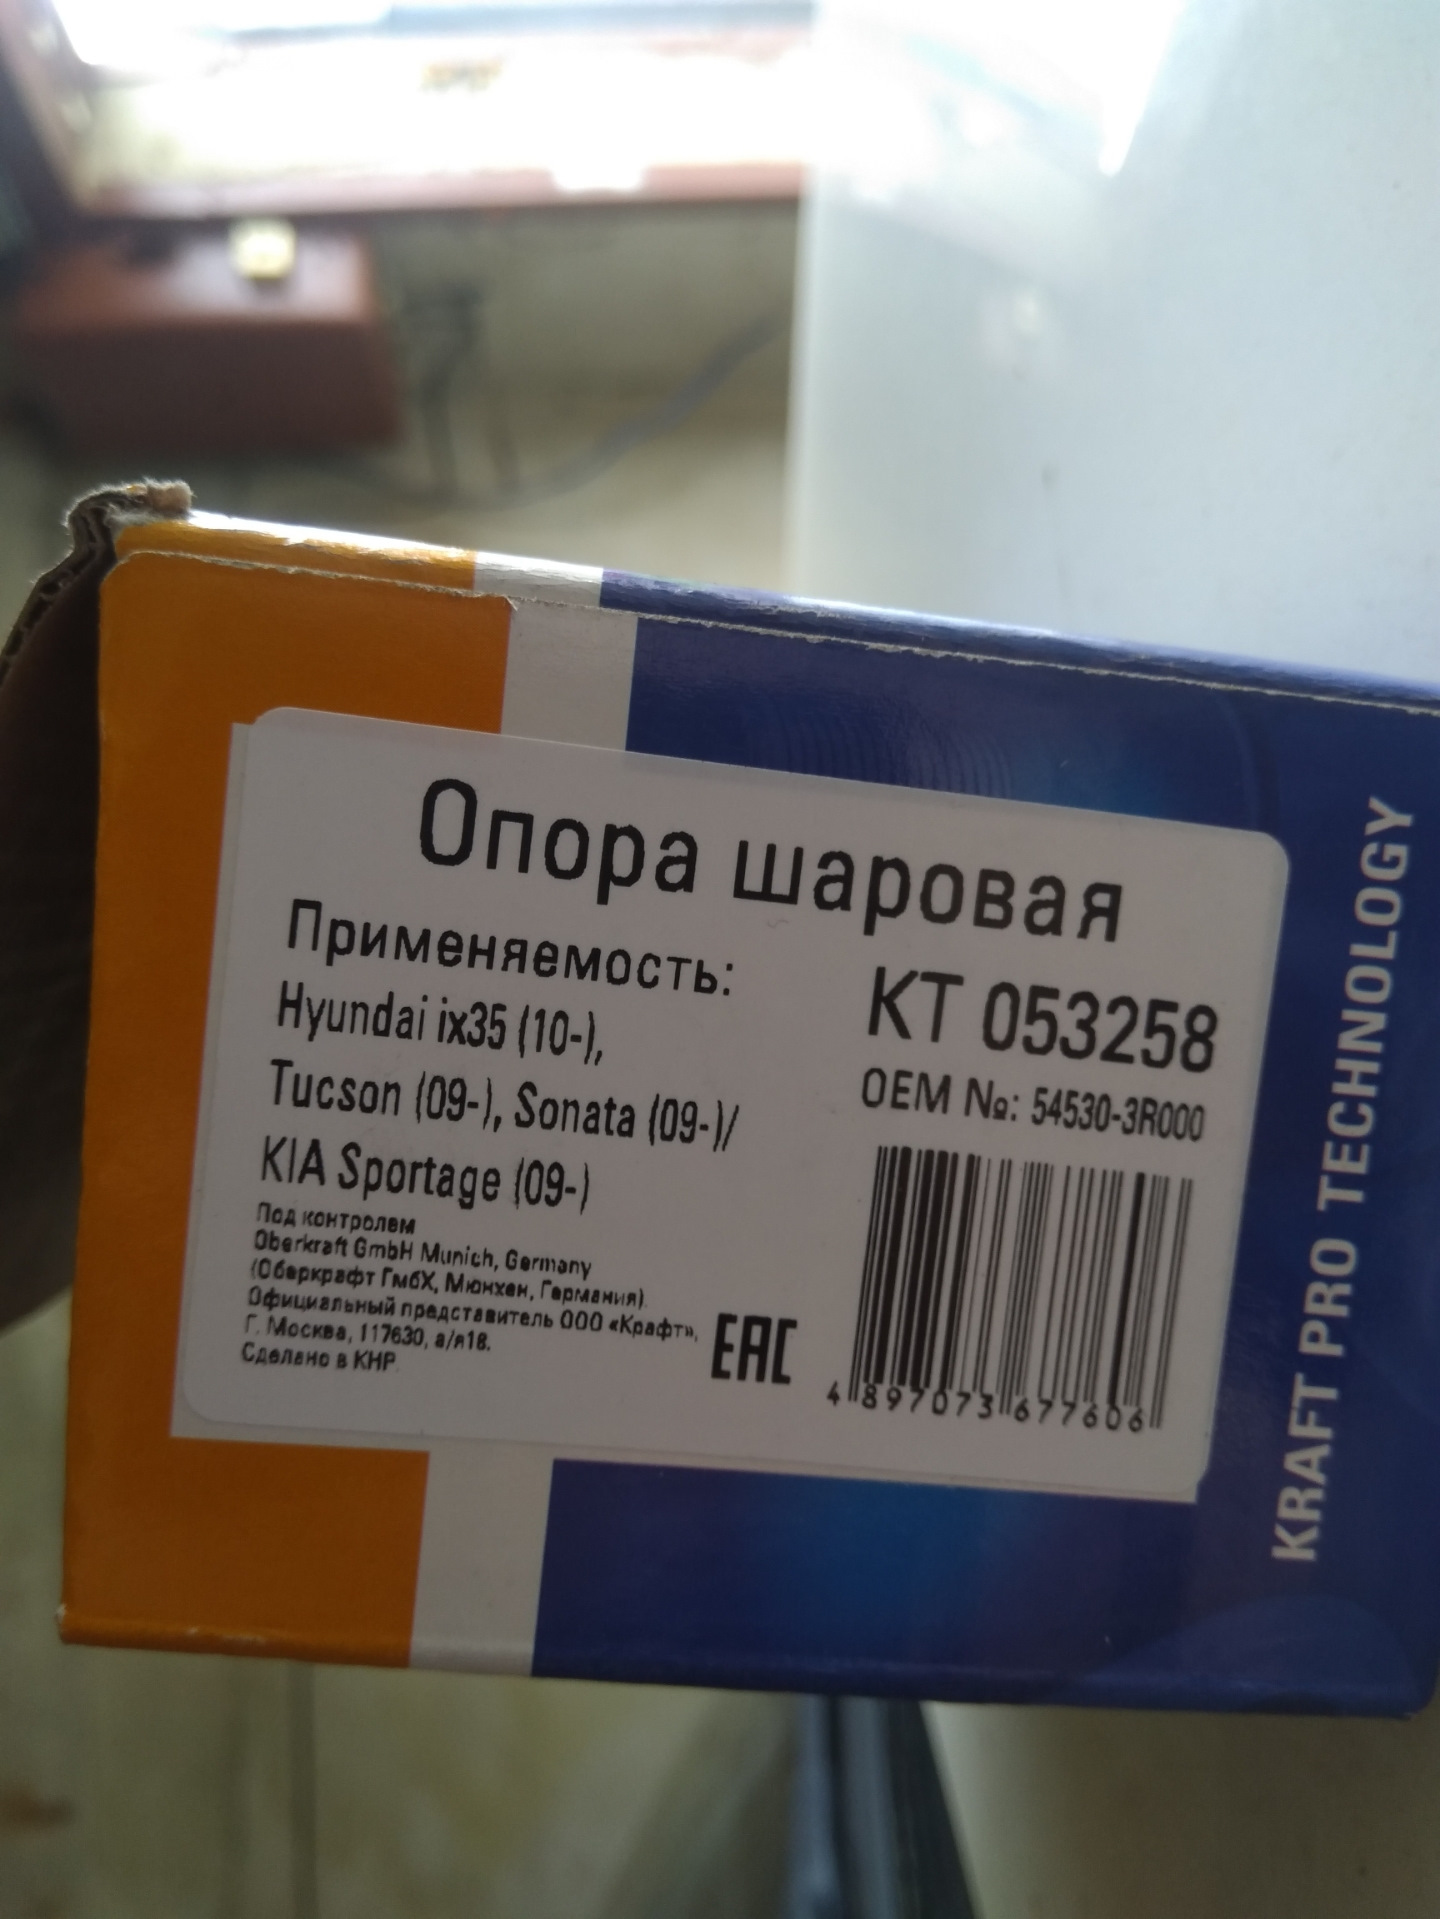 Опора шаровая
Применяемость:
Hyundai ix35 (10-),
Tucson (09-), Sonata (09-)/
KIA Sportage (09-)
KT 053258
OEM №: 54530-3R000
Под контролем
Oberkraft GmbH Munich, Germany
(Оберкрафт ГмбХ, Мюнхен, Германия).
Официальный представитель ООО «Крафт»,
Г. Москва, 117630, а/я18.
Сделано в КНР
EAC
4 897073 677606
KRAFT PRO TECHNOLOGY